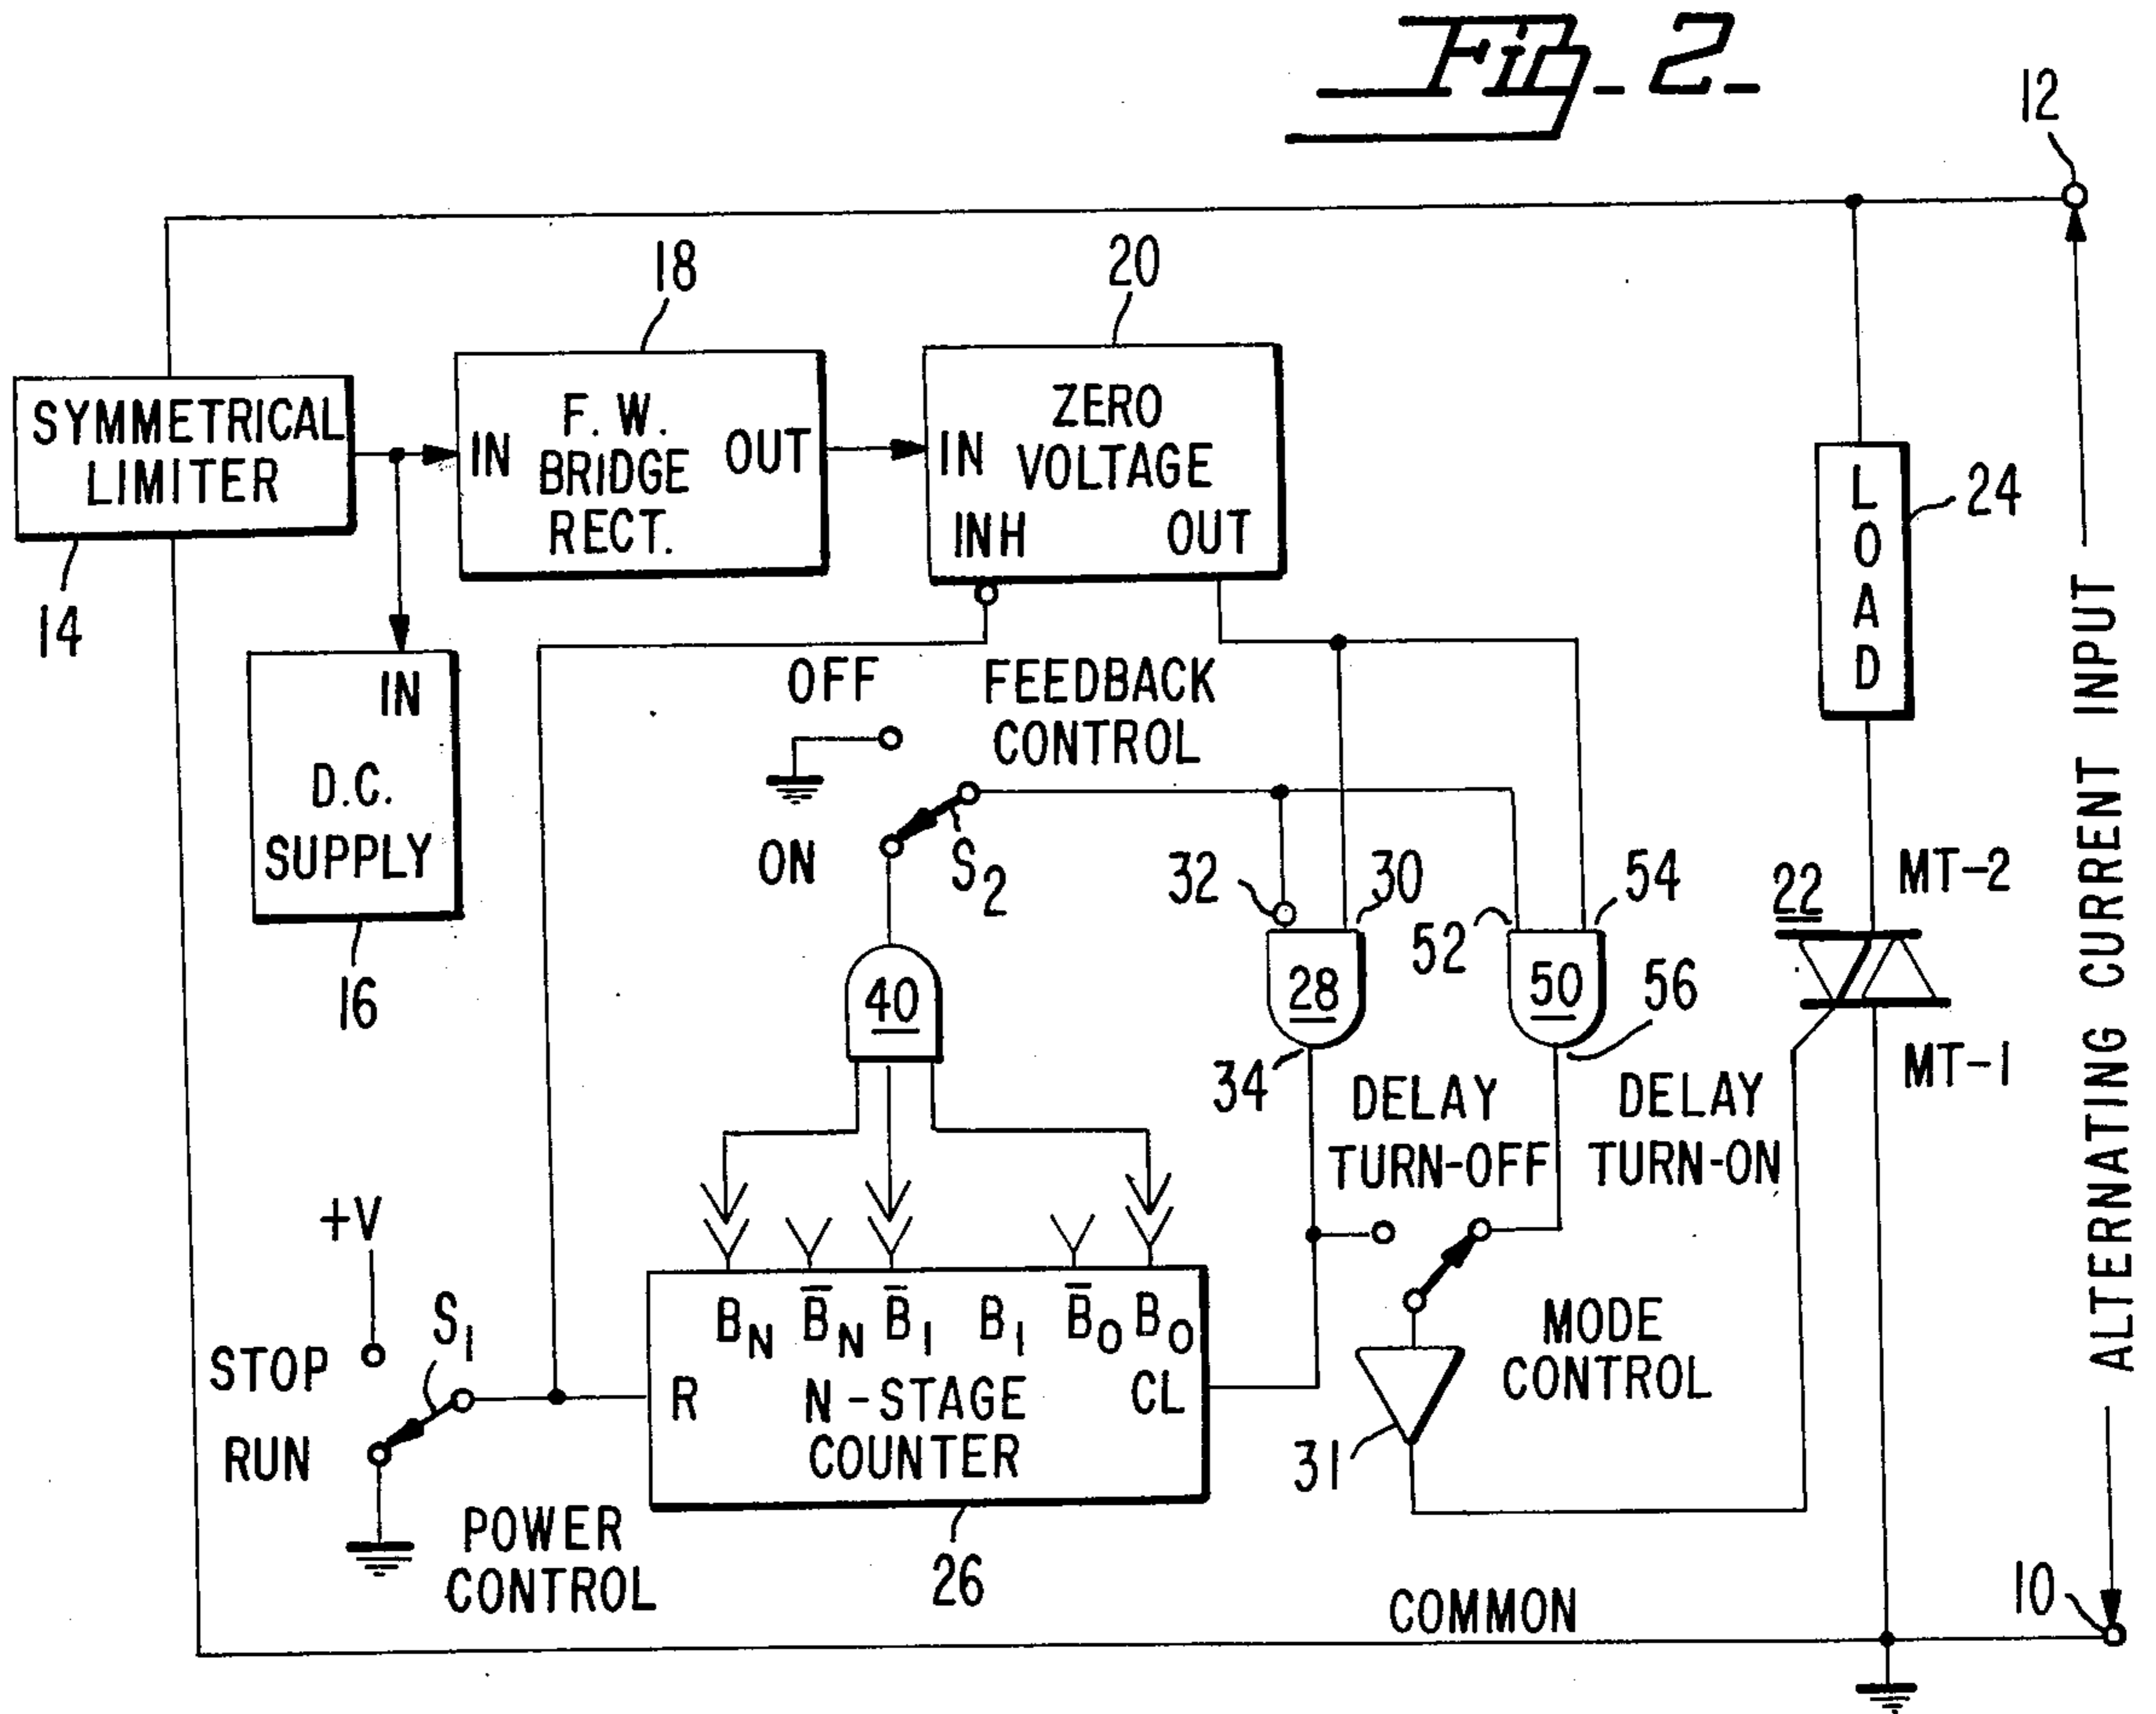 Fig_2_
12
18
20
SYMMETRICAL
LIMITER
IN
F. W.
BRIDGE
RECT.
OUT
ZERO
VOLTAGE
IN
INH
OUT
LOAD
24
14
IN
D.C.
SUPPLY
16
OFF
FEEDBACK
CONTROL
ON
S2
32
30
52
54
22
MT-2
40
28
50
56
34
MT-1
DELAY
TURN-OFF
DELAY
TURN-ON
ALTERNATING CURRENT INPUT
+V
S1
STOP
RUN
POWER
CONTROL
BN B̅N B̅1 B1 B̅0 B0
R
N-STAGE
COUNTER
CL
26
MODE
CONTROL
31
COMMON
10